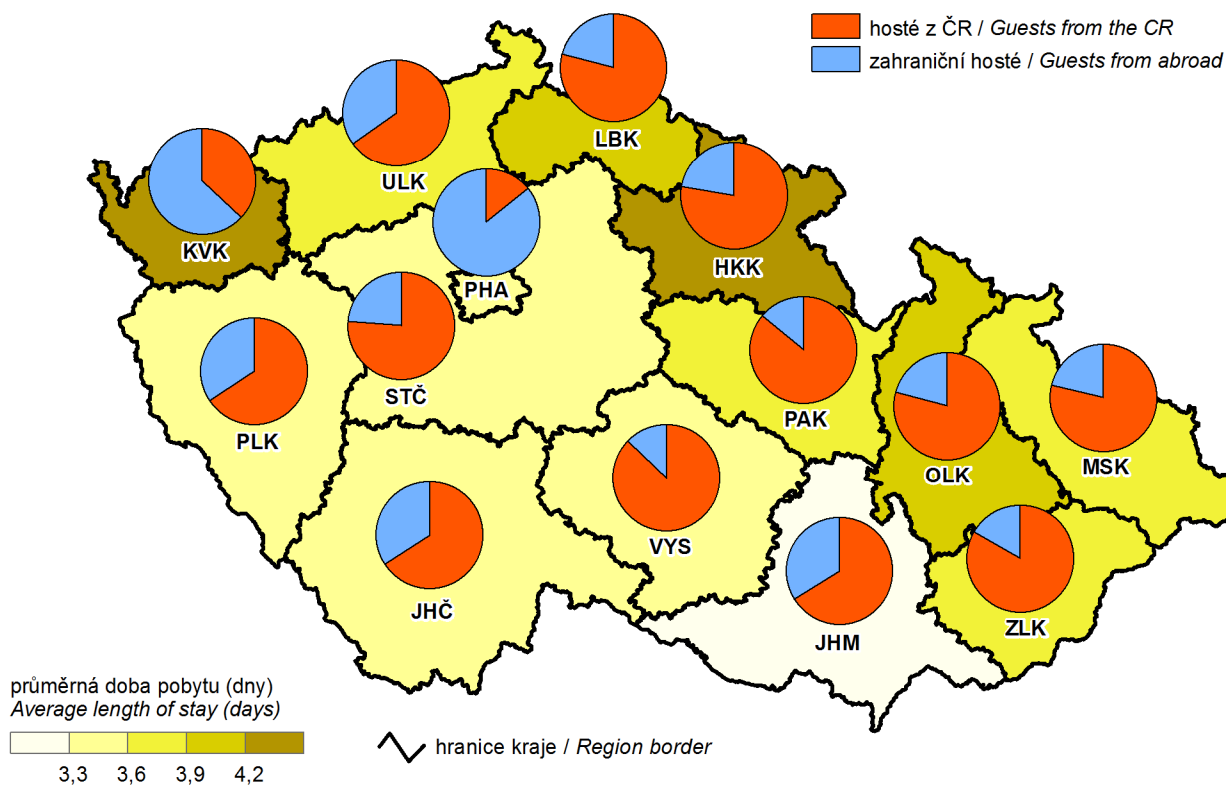 hosté z ČR / Guests from the CR
zahraniční hosté / Guests from abroad
LBK
ULK
KVK
HKK
PHA
STČ
PLK
PAK
OLK
MSK
VYS
JHČ
JHM
ZLK
průměrná doba pobytu (dny)
Average length of stay (days)
3,3 3,6 3,9 4,2
hranice kraje / Region border